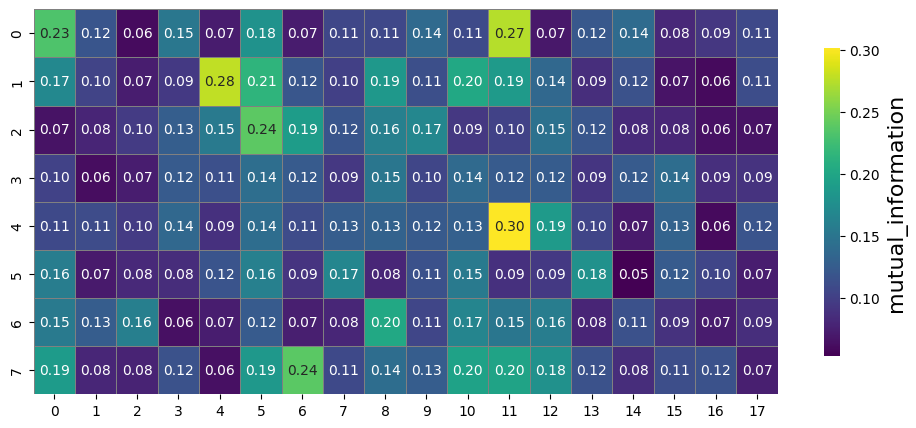 0 0.23 0.12 0.06 0.15 0.07 0.18 0.07 0.11 0.11 0.14 0.11 0.27 0.07 0.12 0.14 0.08 0.09 0.11
1 0.17 0.10 0.07 0.09 0.28 0.21 0.12 0.10 0.19 0.11 0.20 0.19 0.14 0.09 0.12 0.07 0.06 0.11
2 0.07 0.08 0.10 0.13 0.15 0.24 0.19 0.12 0.16 0.17 0.09 0.10 0.15 0.12 0.08 0.08 0.06 0.07
3 0.10 0.06 0.07 0.12 0.11 0.14 0.12 0.09 0.15 0.10 0.14 0.12 0.12 0.09 0.12 0.14 0.09 0.09
4 0.11 0.11 0.10 0.14 0.09 0.14 0.11 0.13 0.13 0.12 0.13 0.30 0.19 0.10 0.07 0.13 0.06 0.12
5 0.16 0.07 0.08 0.08 0.12 0.16 0.09 0.17 0.08 0.11 0.15 0.09 0.09 0.18 0.05 0.12 0.10 0.07
6 0.15 0.13 0.16 0.06 0.07 0.12 0.07 0.08 0.20 0.11 0.17 0.15 0.16 0.08 0.11 0.09 0.07 0.09
7 0.19 0.08 0.08 0.12 0.06 0.19 0.24 0.11 0.14 0.13 0.20 0.20 0.18 0.12 0.08 0.11 0.12 0.07
0 1 2 3 4 5 6 7 8 9 10 11 12 13 14 15 16 17
0.30
0.25
0.20
0.15
0.10
mutual_information